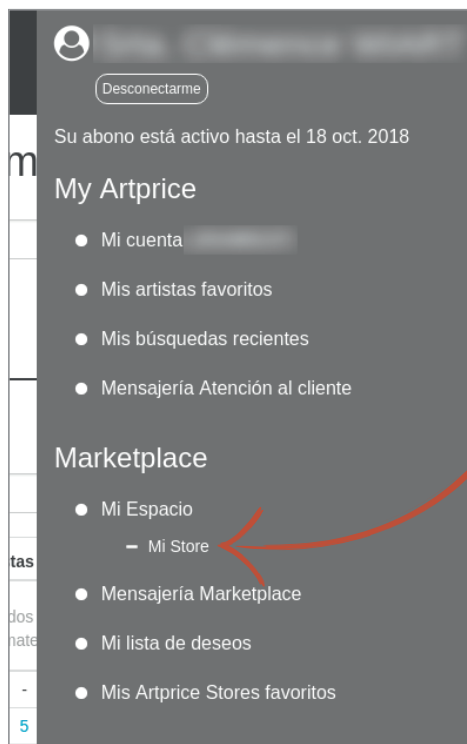 Desconectarme
Su abono está activo hasta el 18 oct. 2018
m
My Artprice
Mi cuenta
Mis artistas favoritos
Mis búsquedas recientes
Mensajería Atención al cliente
Marketplace
Mi Espacio
- Mi Store
tas
Mensajería Marketplace
dos
mate
Mi lista de deseos
-
Mis Artprice Stores favoritos
5